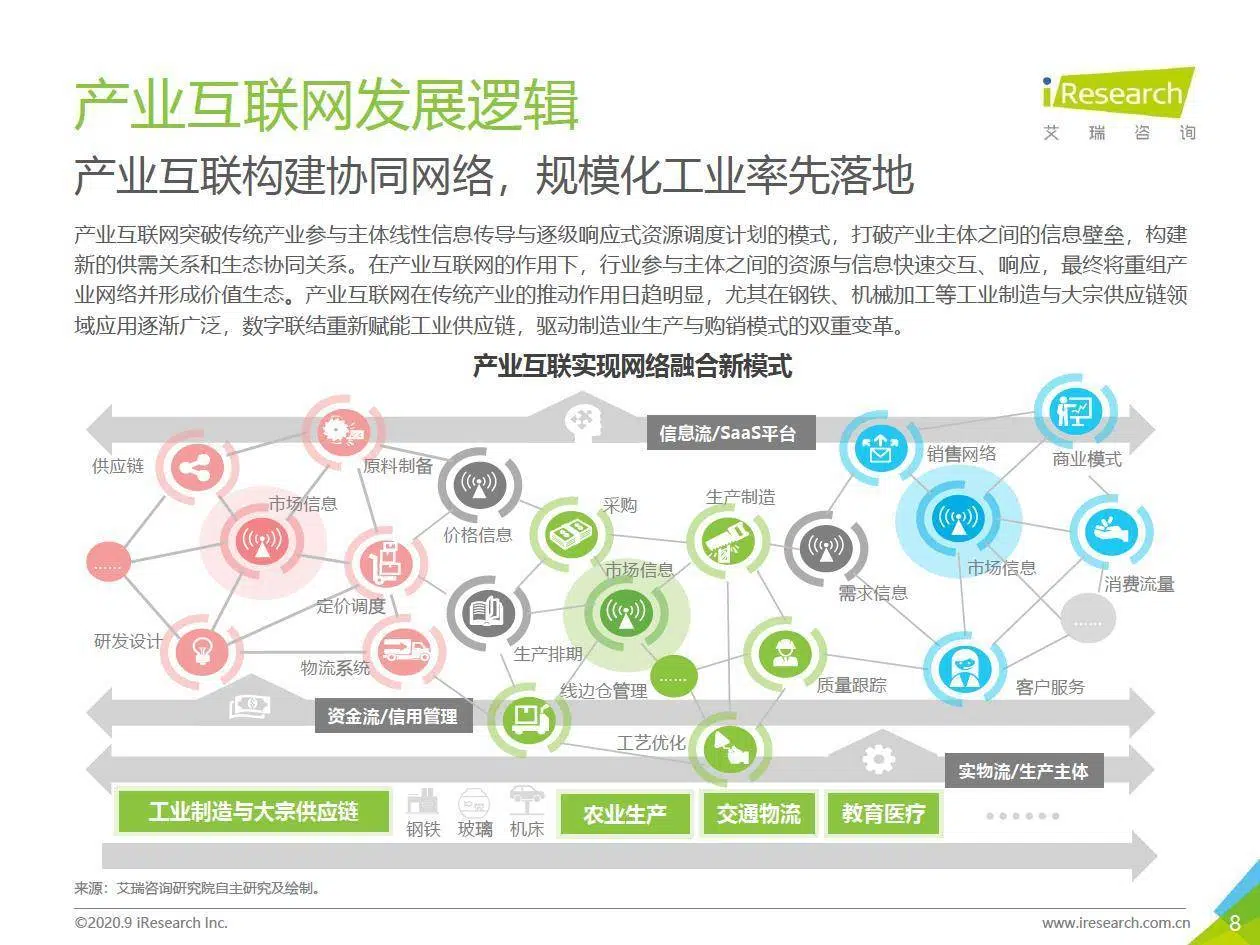 产业互联网发展逻辑
iResearch
艾瑞咨询
产业互联构建协同网络，规模化工业率先落地
产业互联网突破传统产业参与主体线性信息传导与逐级响应式资源调度计划的模式，打破产业主体之间的信息壁垒，构建
新的供需关系和生态协同关系。在产业互联网的作用下，行业参与主体之间的资源与信息快速交互、响应，最终将重组产
业网络并形成价值生态。产业互联网在传统产业的推动作用日趋明显，尤其在钢铁、机械加工等工业制造与大宗供应链领
域应用逐渐广泛，数字联结重新赋能工业供应链，驱动制造业生产与购销模式的双重变革。
产业互联实现网络融合新模式
信息流/SaaS平台
供应链
原料制备
销售网络
商业模式
市场信息
采购
生产制造
价格信息
......
市场信息
市场信息
消费流量
定价调度
需求信息
......
研发设计
物流系统
生产排期
......
线边仓管理
质量跟踪
客户服务
资金流/信用管理
工艺优化
实物流/生产主体
工业制造与大宗供应链
钢铁
玻璃
机床
农业生产
交通物流
教育医疗
......
来源：艾瑞咨询研究院自主研究及绘制。
©2020.9 iResearch Inc.
www.iresearch.com.cn
8